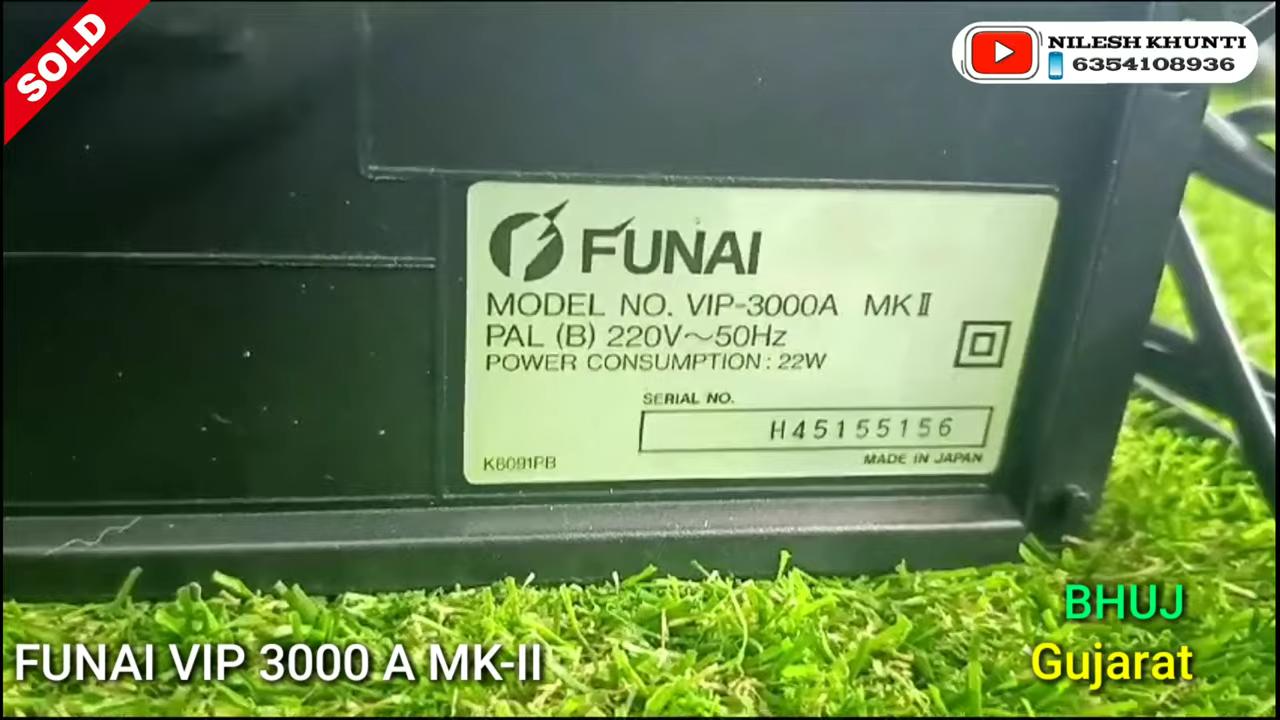 SOLD
NILESH KHUNTI
6354108936
FUNAI
MODEL NO. VIP-3000A MKⅡ
PAL (B) 220V~50Hz
POWER CONSUMPTION : 22W
SERIAL NO.
H45155156
K6091PB
MADE IN JAPAN
BHUJ
Gujarat
FUNAI VIP 3000 A MK-II